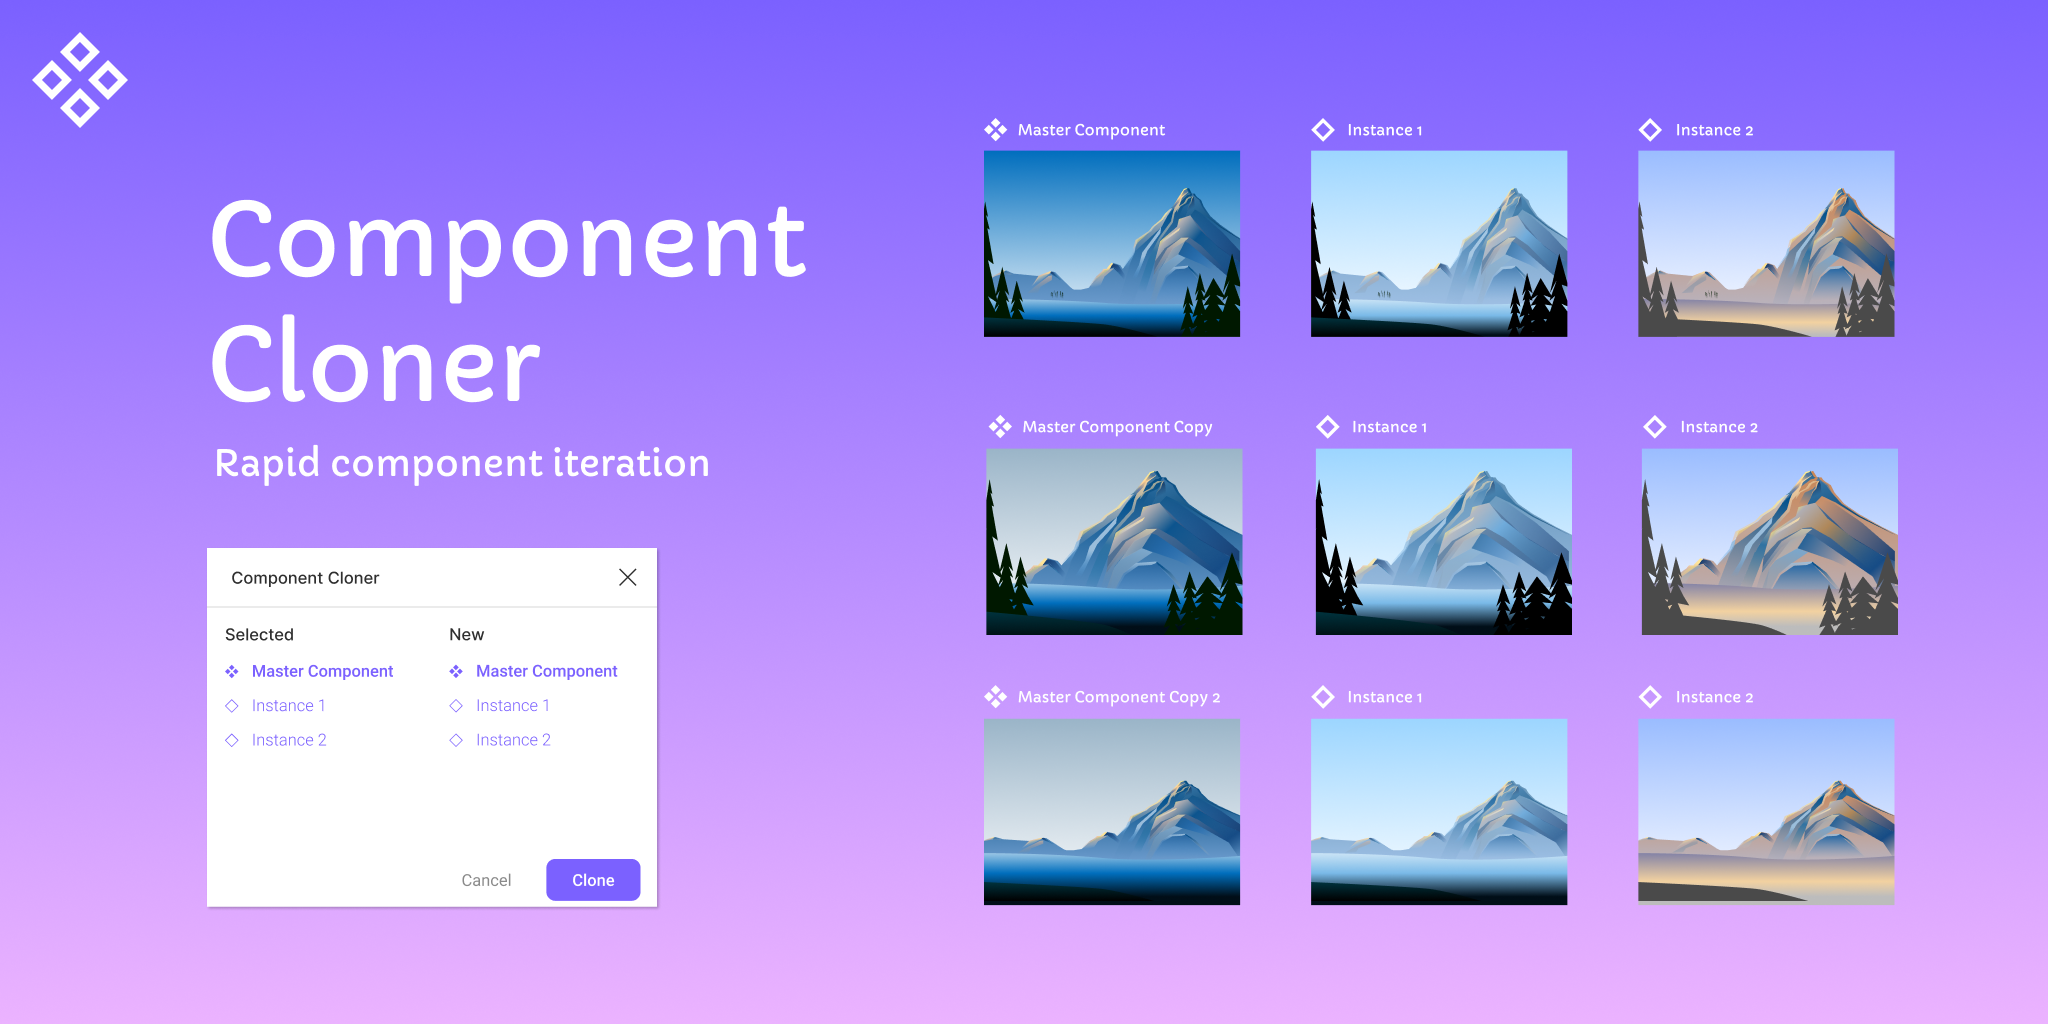 Component
Cloner
Rapid component iteration
Component Cloner
Selected
New
Master Component
Master Component
Instance 1
Instance 1
Instance 2
Instance 2
Cancel
Clone
Master Component
Instance 1
Instance 2
Master Component Copy
Instance 1
Instance 2
Master Component Copy 2
Instance 1
Instance 2